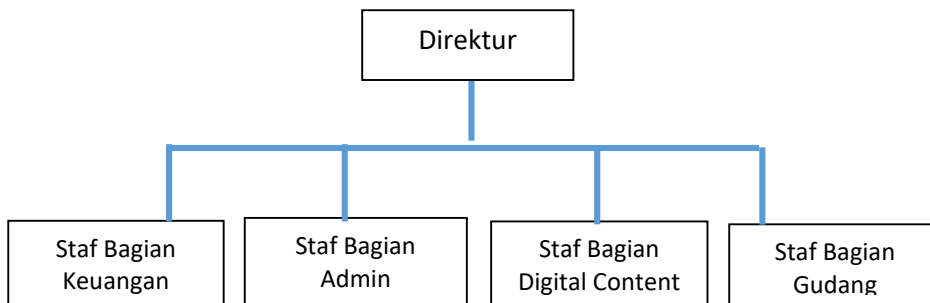 Direktur
Staf Bagian
Keuangan
Staf Bagian
Admin
Staf Bagian
Digital Content
Staf Bagian
Gudang